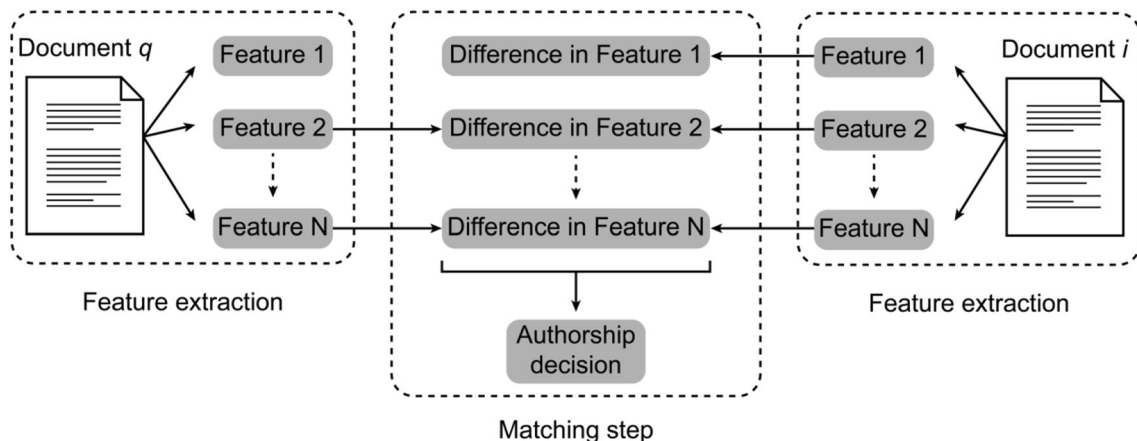 Document q
Feature 1
Difference in Feature 1
Feature 1
Document i
Feature 2
Difference in Feature 2
Feature 2
Feature N
Difference in Feature N
Feature N
Feature extraction
Feature extraction
Authorship
decision
Matching step